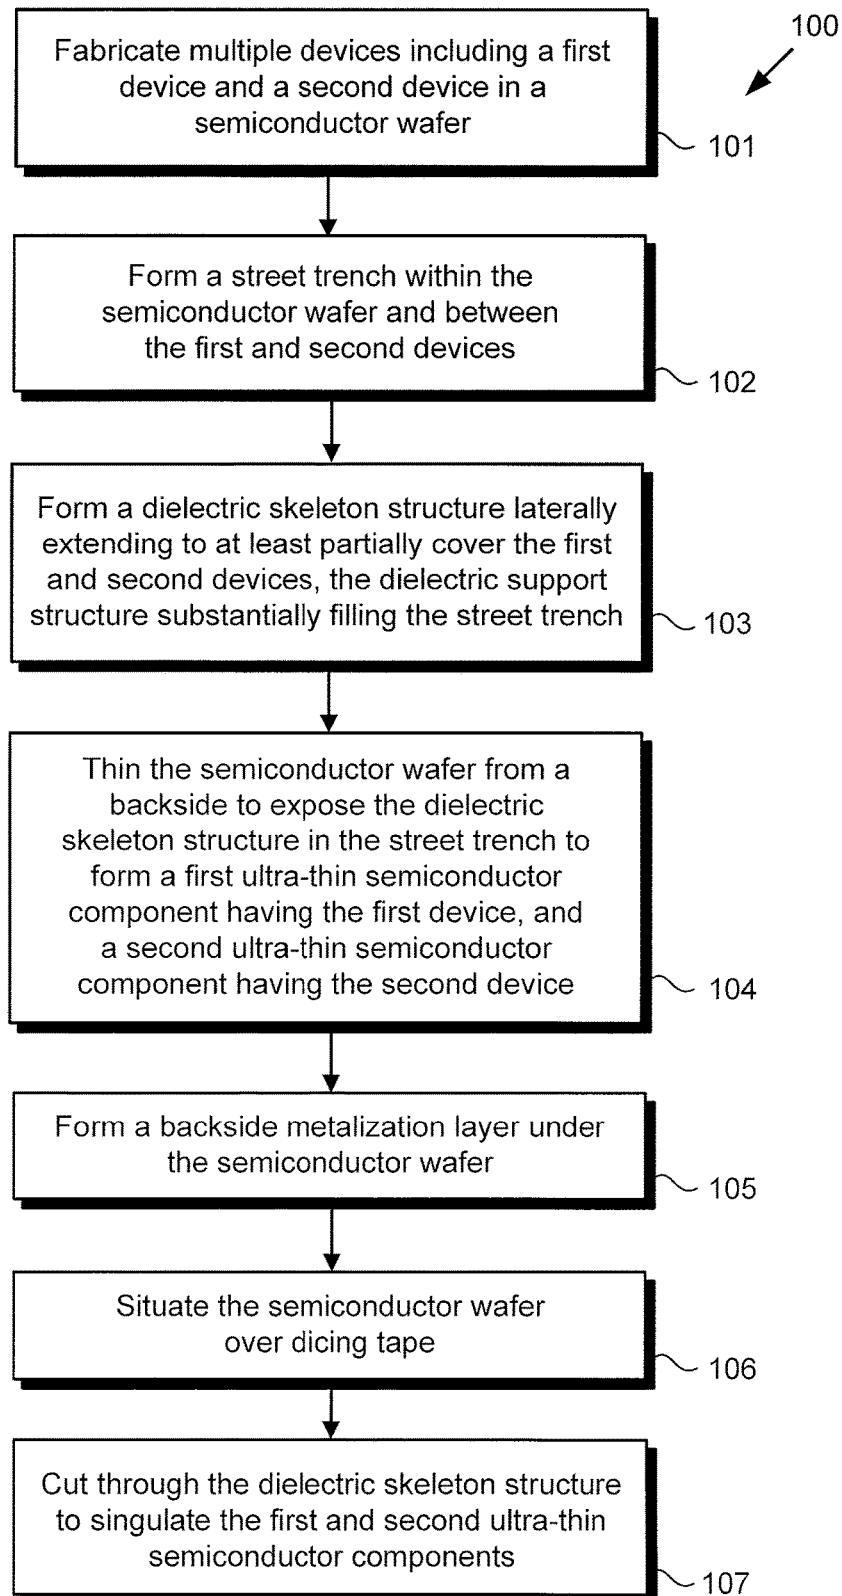 100
Fabricate multiple devices including a first
device and a second device in a
semiconductor wafer
101
Form a street trench within the
semiconductor wafer and between
the first and second devices
102
Form a dielectric skeleton structure laterally
extending to at least partially cover the first
and second devices, the dielectric support
structure substantially filling the street trench
103
Thin the semiconductor wafer from a
backside to expose the dielectric
skeleton structure in the street trench to
form a first ultra-thin semiconductor
component having the first device, and
a second ultra-thin semiconductor
component having the second device
104
Form a backside metalization layer under
the semiconductor wafer
105
Situate the semiconductor wafer
over dicing tape
106
Cut through the dielectric skeleton structure
to singulate the first and second ultra-thin
semiconductor components
107